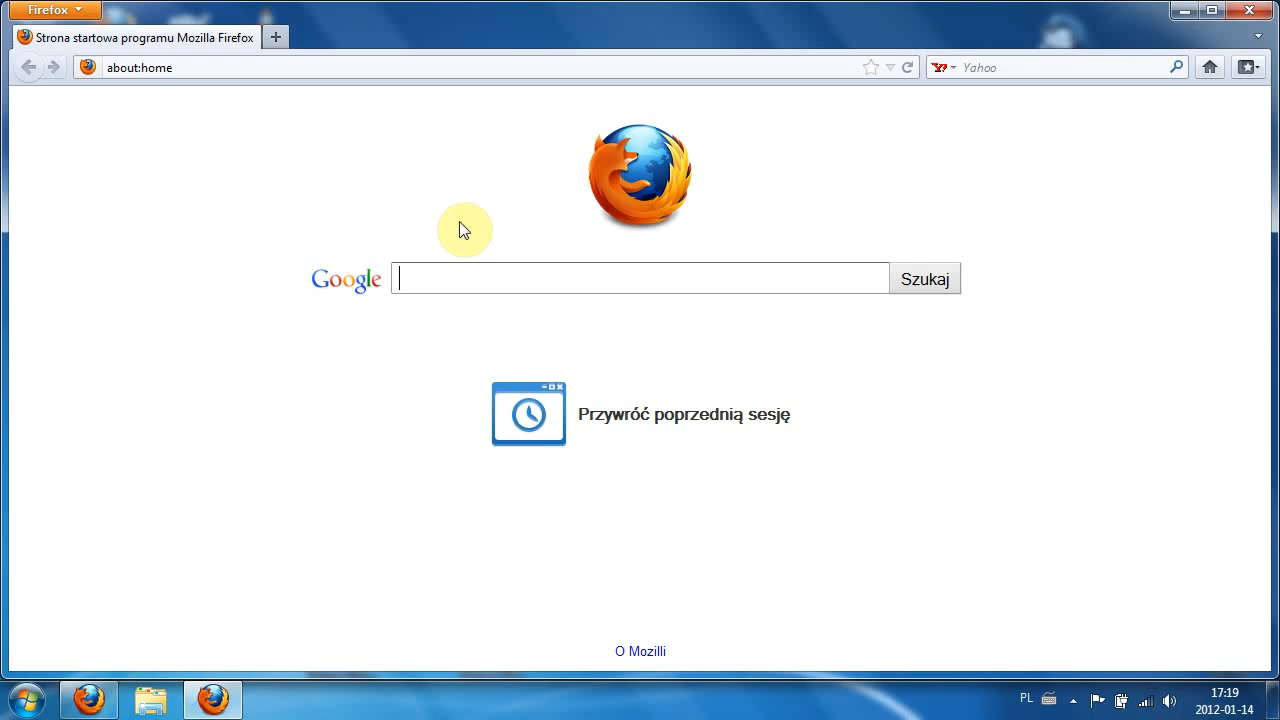 Firefox
Strona startowa programu Mozilla Firefox
about:home
Yahoo
Google
Szukaj
Przywróć poprzednią sesję
O Mozilli
PL
17:19
2012-01-14